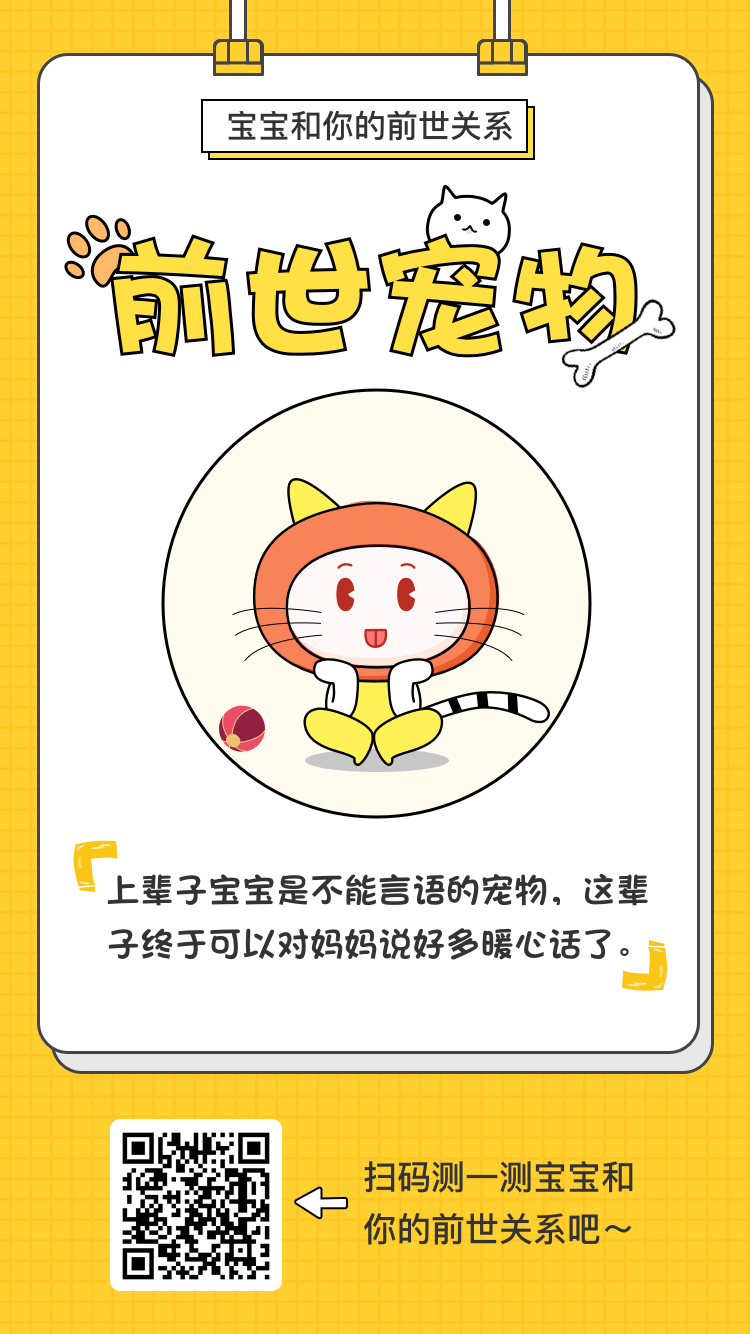 宝宝和你的前世关系
前世宠物
上辈子宝宝是不能言语的宠物，这辈
子终于可以对妈妈说好多暖心话了。
扫码测一测宝宝和
你的前世关系吧～